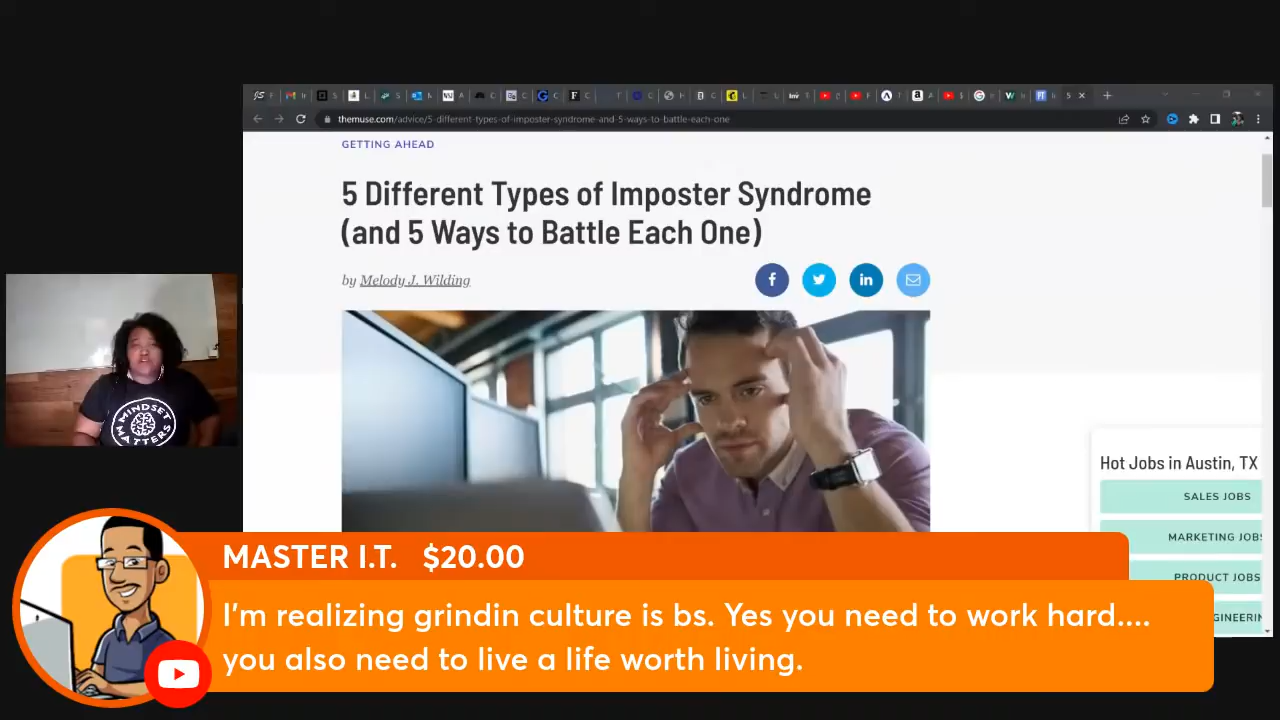 themuse.com/advice/5-different-types-of-imposter-syndrome-and-5-ways-to-battle-each-one
GETTING AHEAD
5 Different Types of Imposter Syndrome
(and 5 Ways to Battle Each One)
by Melody J. Wilding
MINDSET
MATTERS
Hot Jobs in Austin, TX
SALES JOBS
MARKETING JOBS
PRODUCT JOBS
GINEERIN
MASTER I.T. $20.00
I'm realizing grindin culture is bs. Yes you need to work hard....
you also need to live a life worth living.